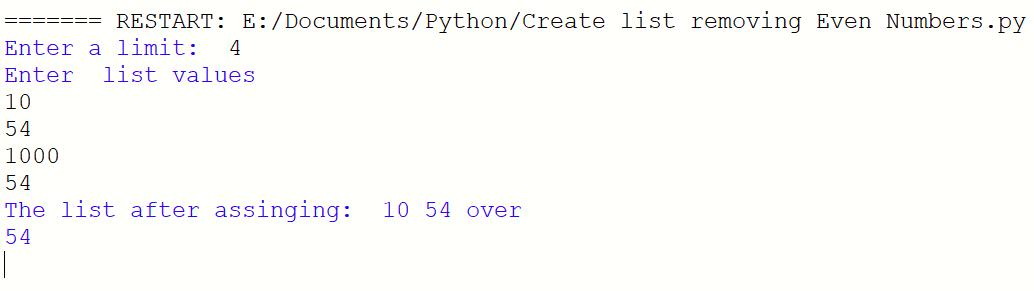 ======= RESTART: E:/Documents/Python/Create list removing Even Numbers.py
Enter a limit:  4
Enter  list values
10
54
1000
54
The list after assinging:  10 54 over
54